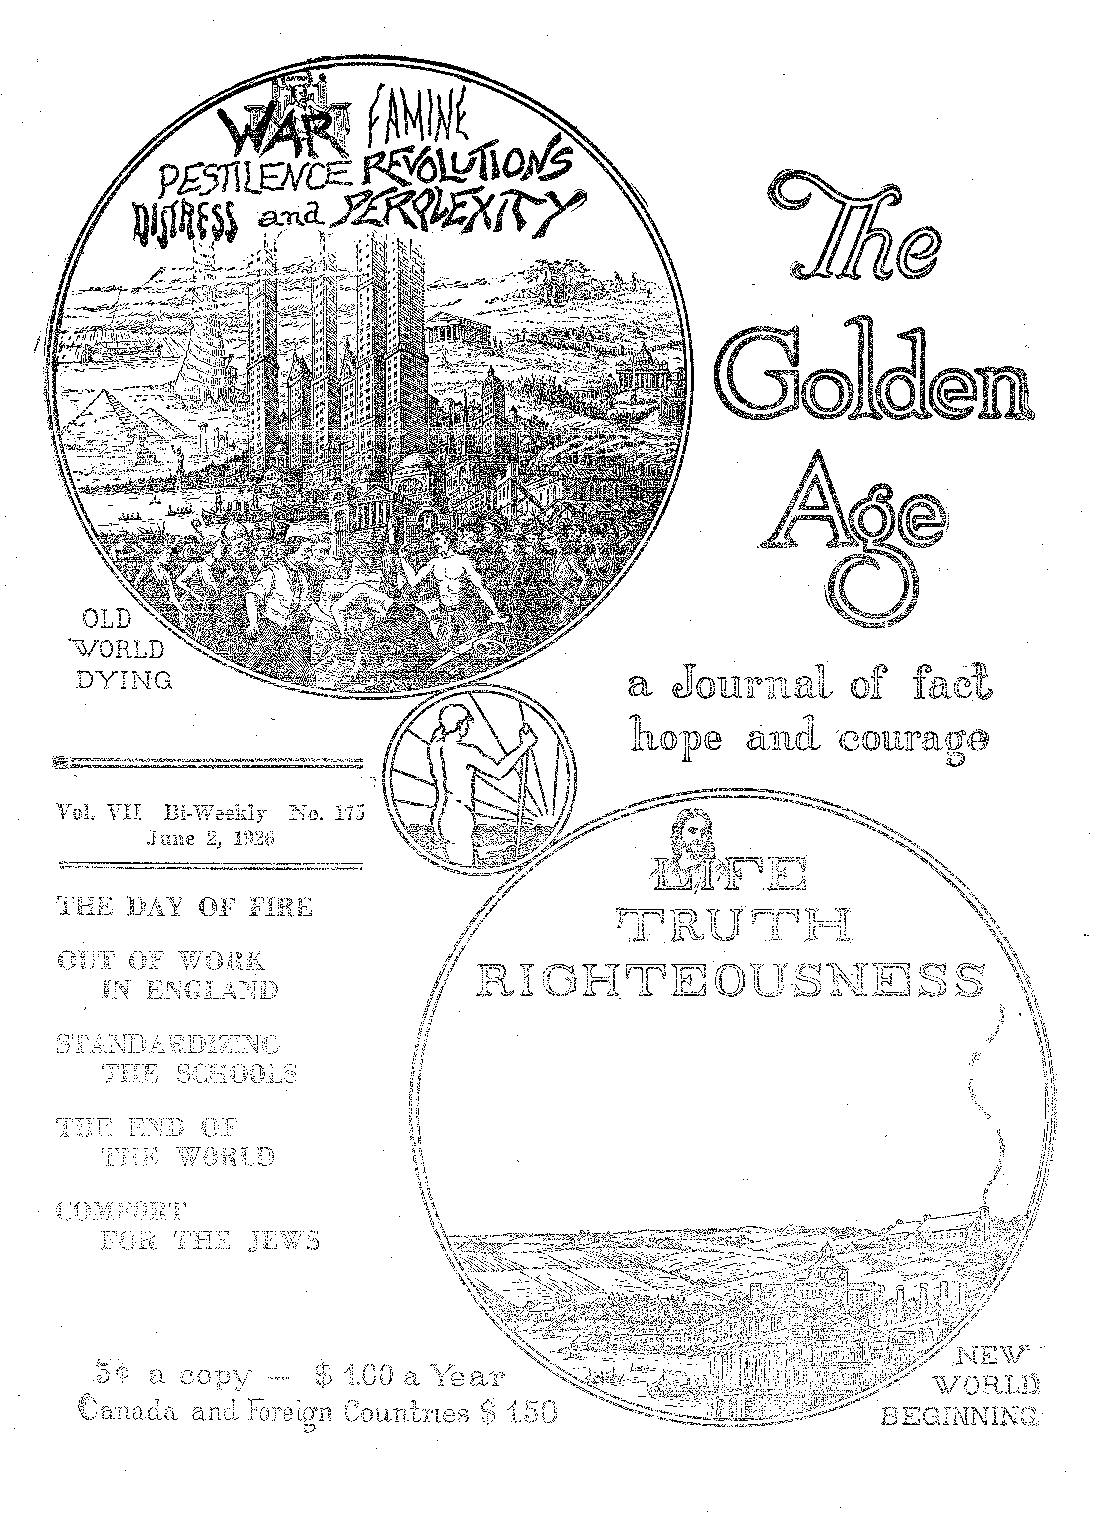 WAR FAMINE
PESTILENCE REVOLUTIONS
DISTRESS and PERPLEXITY
The
Golden
Age
OLD
WORLD
DYING
a Journal of fact
hope and courage
Vol. VII Bi-Weekly No. 175
June 2, 1926
THE DAY OF FIRE
OUT OF WORK
IN ENGLAND
STANDARDIZING
THE SCHOOLS
THE END OF
THE WORLD
COMFORT
FOR THE JEWS
LIFE
TRUTH
RIGHTEOUSNESS
5¢ a copy — $1.00 a Year
Canada and Foreign Countries $1.50
NEW
WORLD
BEGINNING